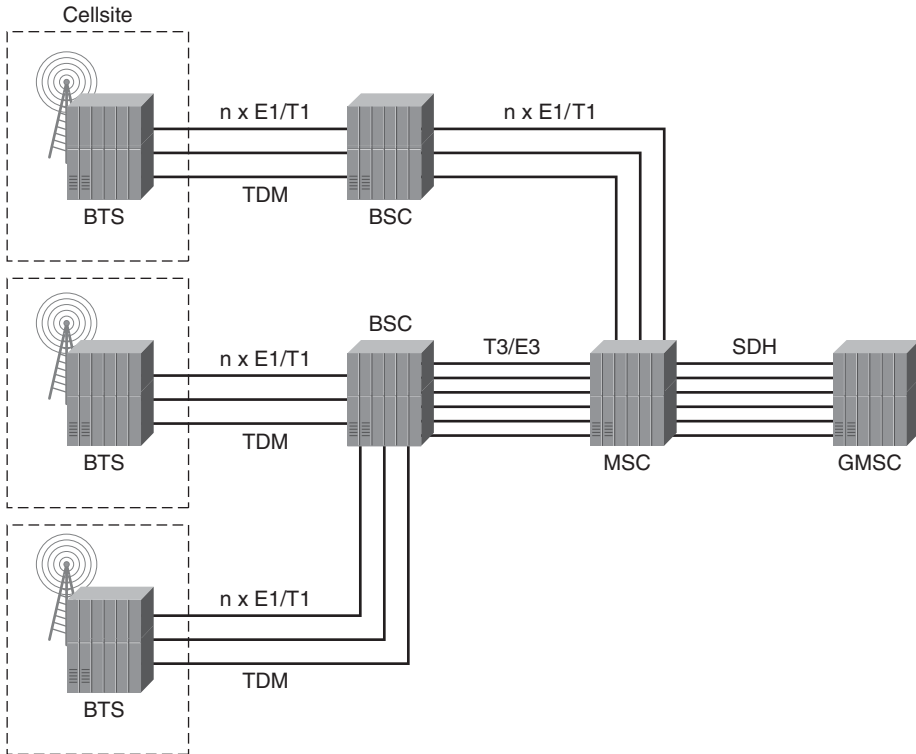 Cellsite
n x E1/T1
n x E1/T1
TDM
BTS
BSC
BSC
n x E1/T1
T3/E3
SDH
TDM
BTS
MSC
GMSC
n x E1/T1
TDM
BTS